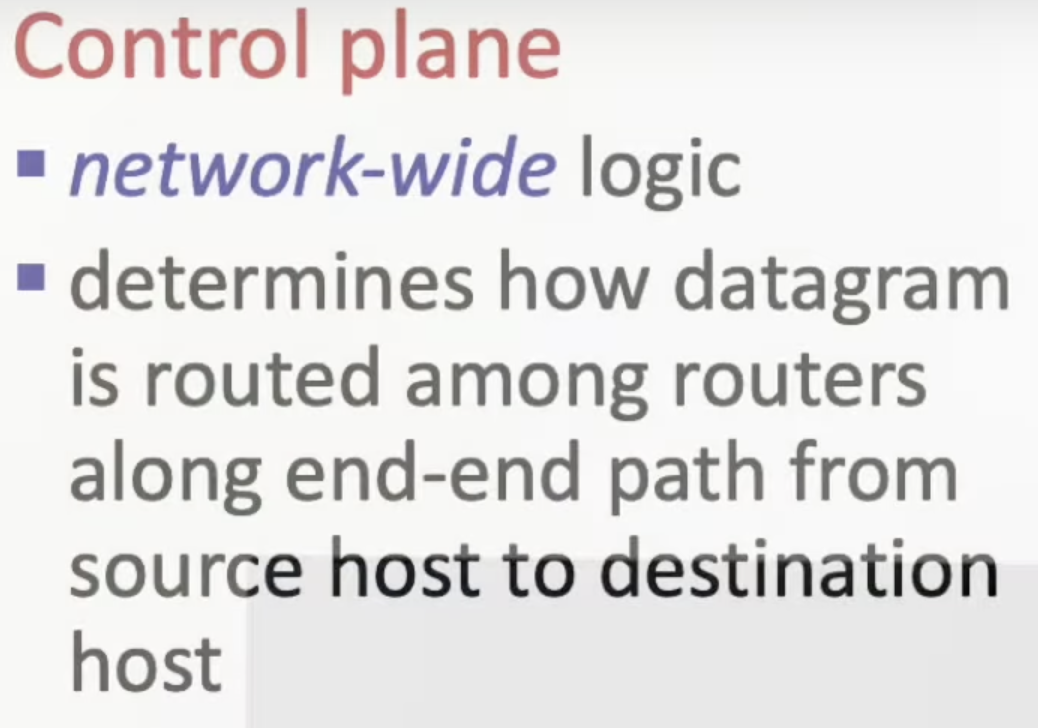 Control plane
▪ network-wide logic
▪ determines how datagram
is routed among routers
along end-end path from
source host to destination
host